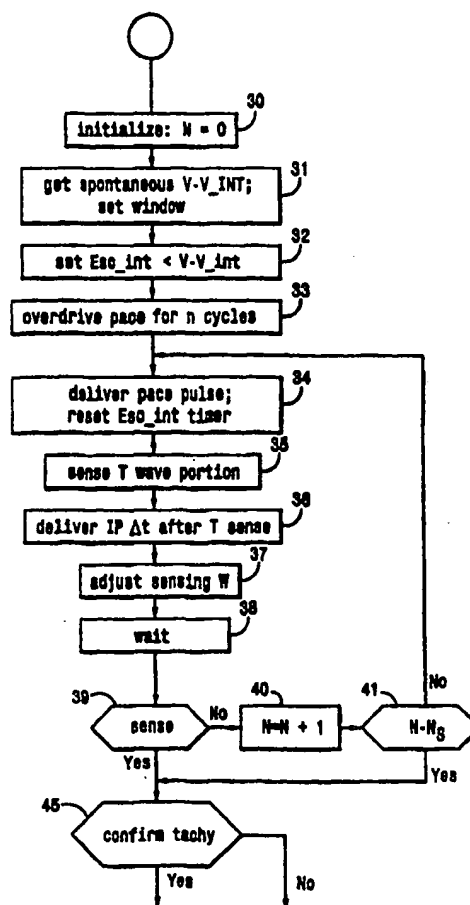 30
initialize: N = 0
31
get spontaneous V-V_INT;
set window
32
set Esc_int < V-V_int
33
overdrive pace for n cycles
34
deliver pace pulse;
reset Esc_int timer
35
sense T wave portion
36
deliver IP Δt after T sense
37
adjust sensing W
38
wait
39
sense
No
40
N=N + 1
41
N-NS
No
Yes
Yes
45
confirm tachy
Yes
No